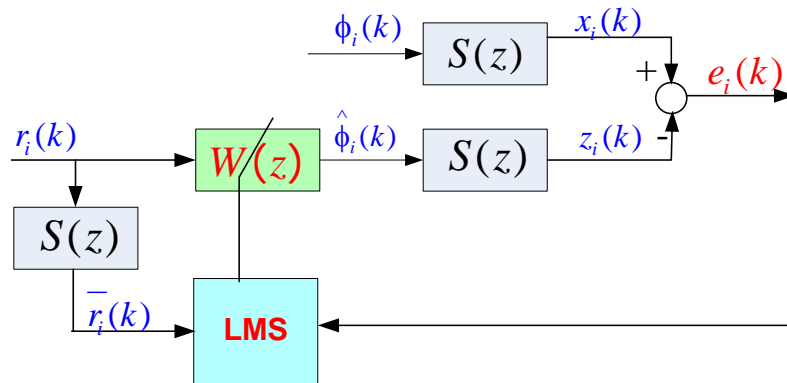 ϕ_i(k) S(z) x_i(k)
+ e_i(k)
r_i(k) W(z) ϕ̂_i(k) S(z) z_i(k) -
S(z)
r̄_i(k) LMS